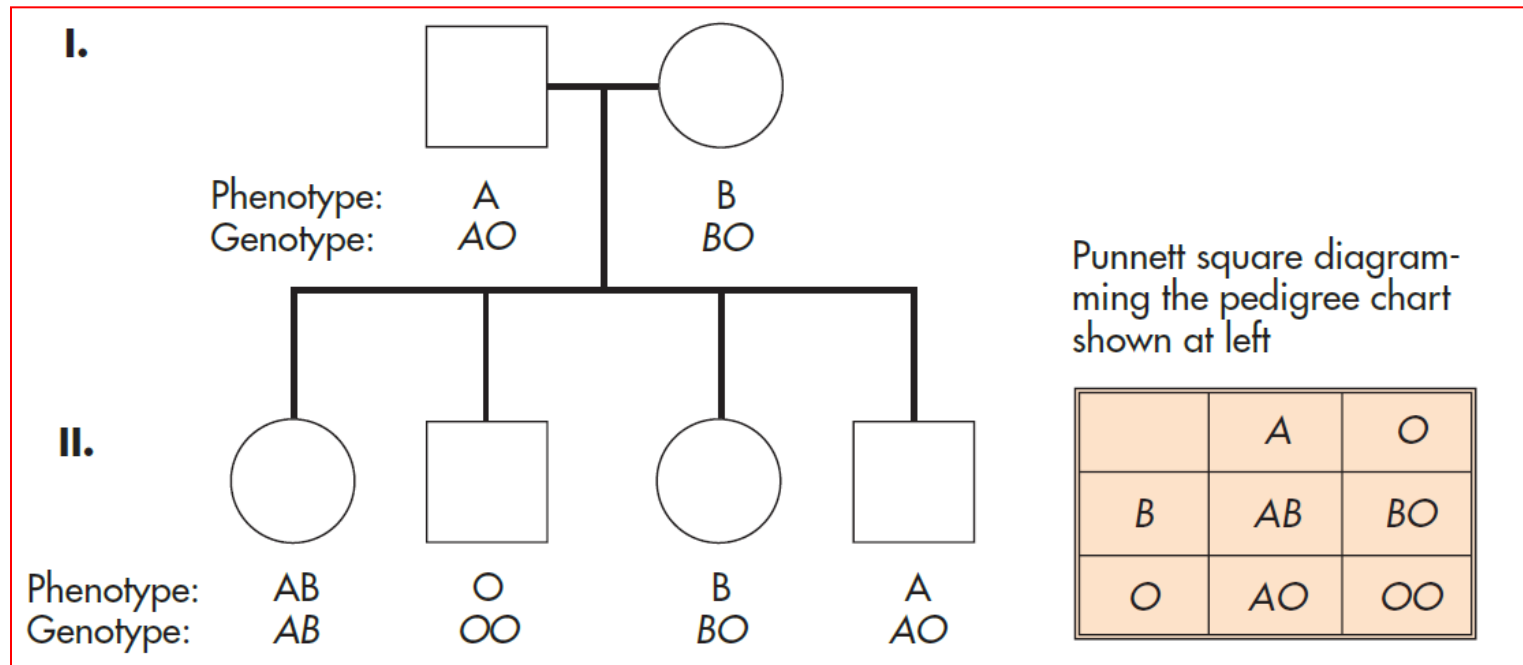 I.
Phenotype: A B
Genotype: AO BO
Punnett square diagram-
ming the pedigree chart
shown at left
A O
B AB BO
O AO OO
II.
Phenotype: AB O B A
Genotype: AB OO BO AO